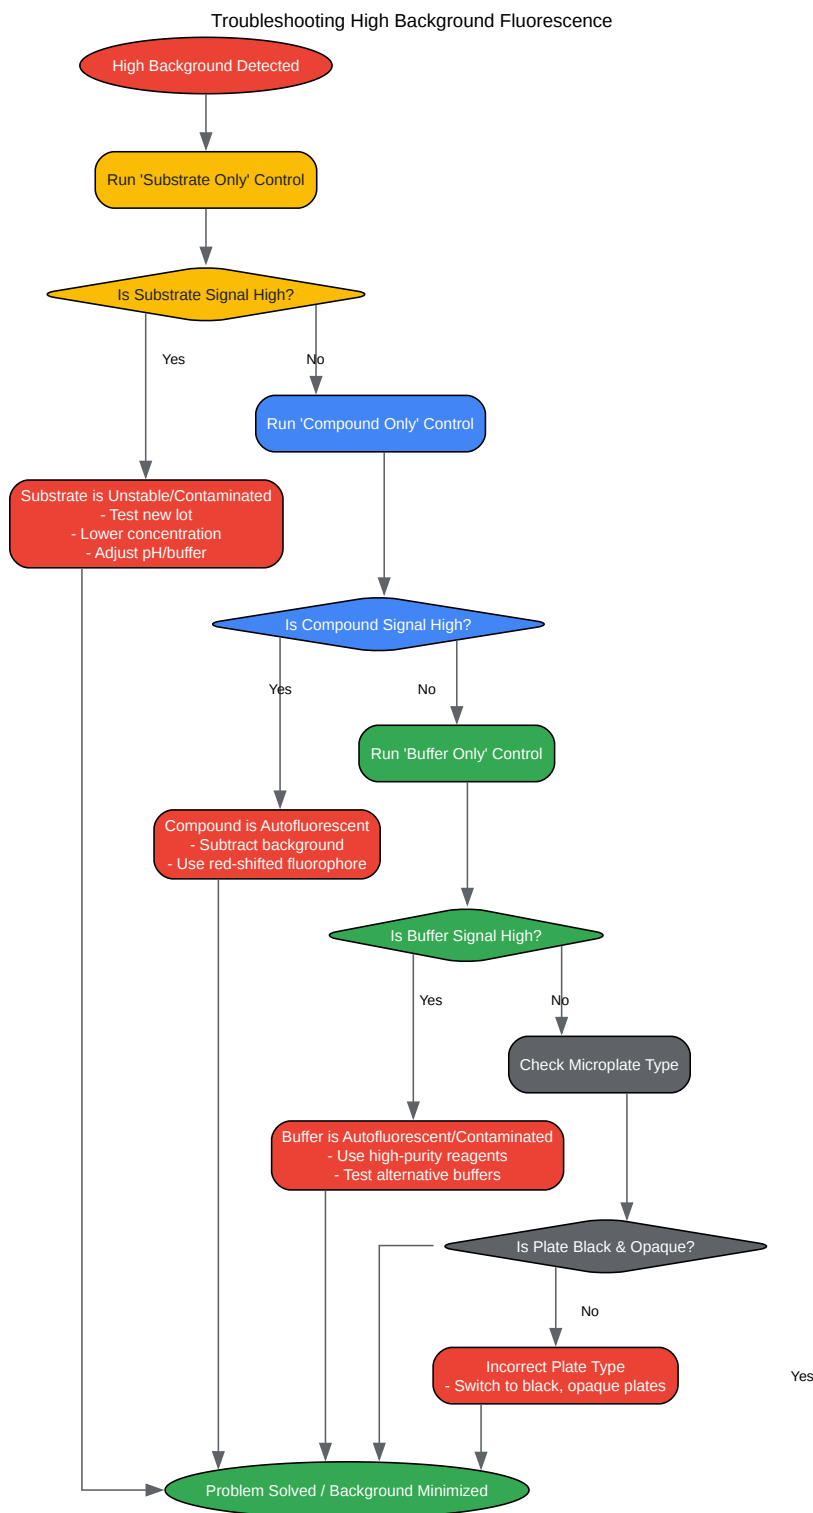 Troubleshooting High Background Fluorescence
High Background Detected
Run 'Substrate Only' Control
Is Substrate Signal High?
Yes
No
Run 'Compound Only' Control
Substrate is Unstable/Contaminated
- Test new lot
- Lower concentration
- Adjust pH/buffer
Is Compound Signal High?
Yes
No
Run 'Buffer Only' Control
Compound is Autofluorescent
- Subtract background
- Use red-shifted fluorophore
Is Buffer Signal High?
Yes
No
Check Microplate Type
Buffer is Autofluorescent/Contaminated
- Use high-purity reagents
- Test alternative buffers
Is Plate Black & Opaque?
No
Incorrect Plate Type
- Switch to black, opaque plates
Yes
Problem Solved / Background Minimized